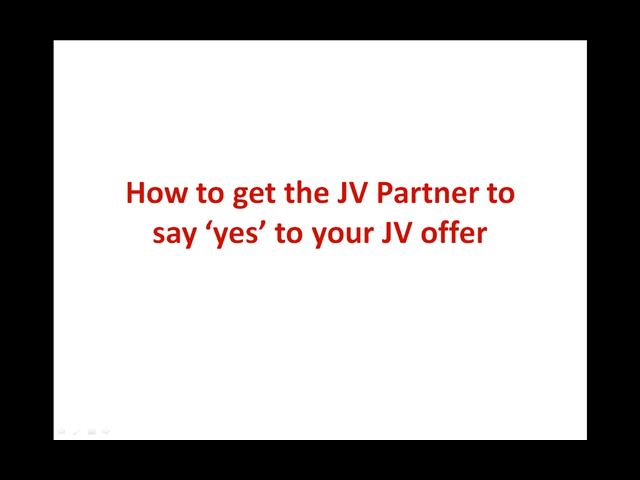 How to get the JV Partner to
say ‘yes’ to your JV offer